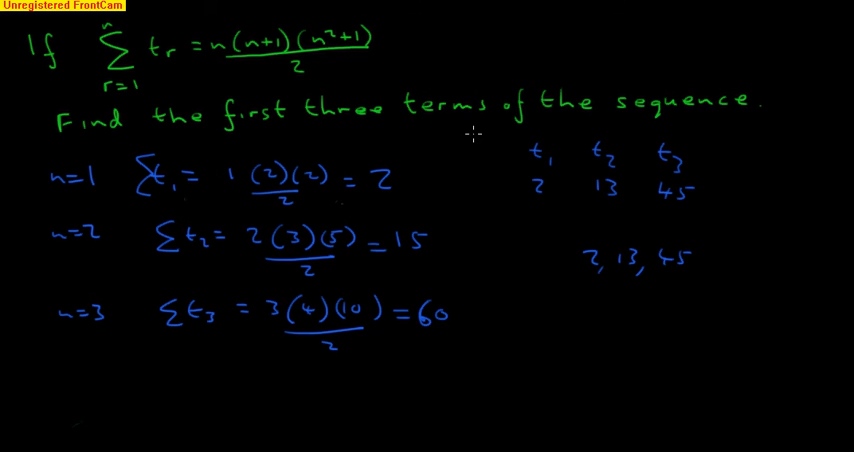 Unregistered FrontCam
If n Σ r=1 tr = n(n+1)(n²+1) / 2
Find the first three terms of the sequence.
t1 t2 t3
2 13 45
n=1 Σt1 = 1(2)(2) / 2 = 2
n=2 Σt2 = 2(3)(5) / 2 = 15
2, 13, 45
n=3 Σt3 = 3(4)(10) / 2 = 60